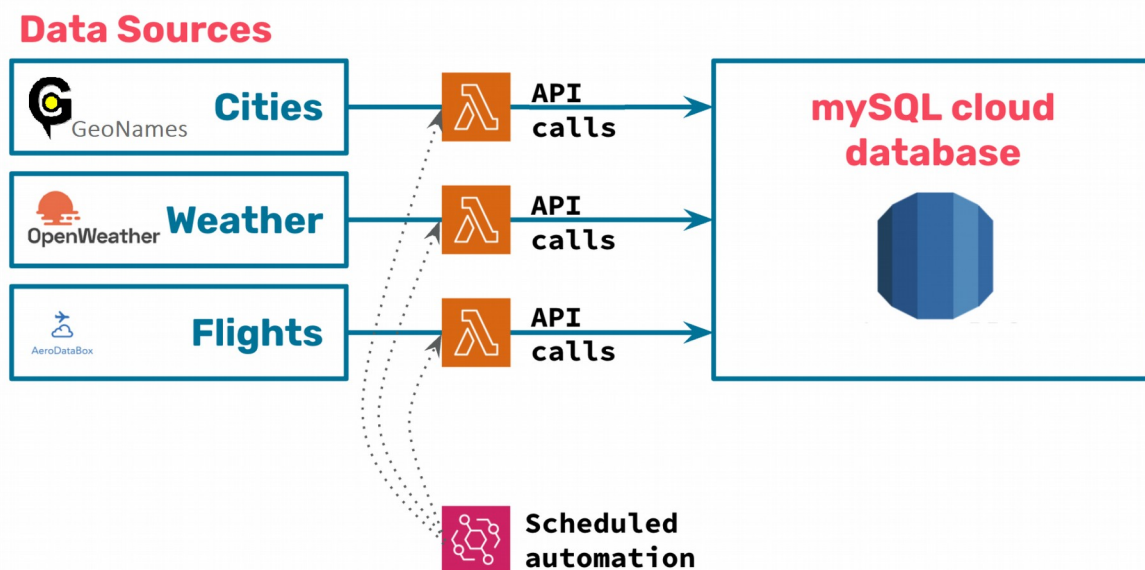 Data Sources
GeoNames
Cities
API
calls
OpenWeather
Weather
API
calls
AeroDataBox
Flights
API
calls
mySQL cloud
database
Scheduled
automation